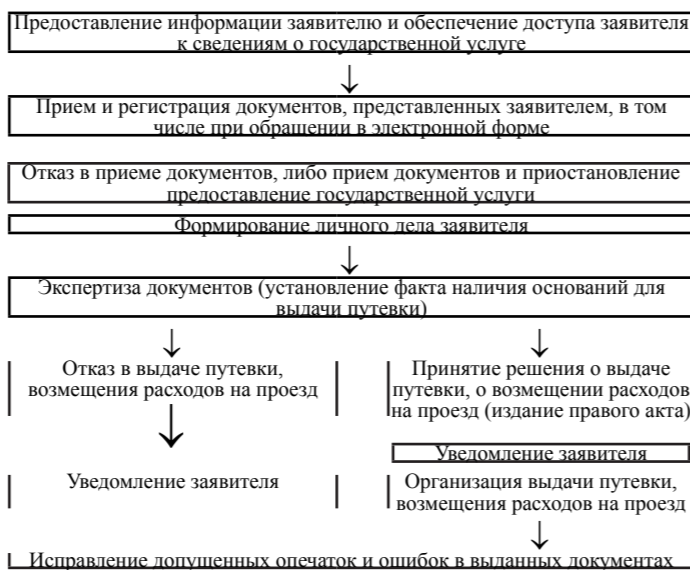 Предоставление информации заявителю и обеспечение доступа заявителя
к сведениям о государственной услуге
Прием и регистрация документов, представленных заявителем, в том
числе при обращении в электронной форме
Отказ в приеме документов, либо прием документов и приостановление
предоставление государственной услуги
Формирование личного дела заявителя
Экспертиза документов (установление факта наличия оснований для
выдачи путевки)
Отказ в выдаче путевки,
возмещения расходов на проезд
Принятие решения о выдаче
путевки, о возмещении расходов
на проезд (издание правого акта)
Уведомление заявителя
Уведомление заявителя
Организация выдачи путевки,
возмещения расходов на проезд
Исправление допущенных опечаток и ошибок в выданных документах